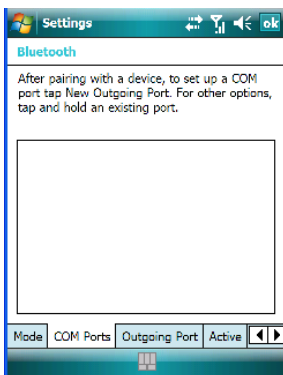 Settings ok
Bluetooth
After pairing with a device, to set up a COM
port tap New Outgoing Port. For other options,
tap and hold an existing port.
Mode COM Ports Outgoing Port Active